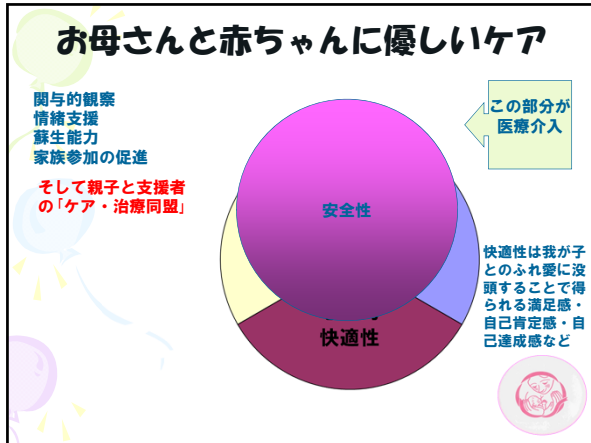 お母さんと赤ちゃんに優しいケア
関与的観察
情緒支援
蘇生能力
家族参加の促進
そして親子と支援者
の「ケア・治療同盟」
この部分が
医療介入
安全性
快適性
快適性は我が子
とのふれ愛に没
頭することで得
られる満足感・
自己肯定感・自
己達成感など